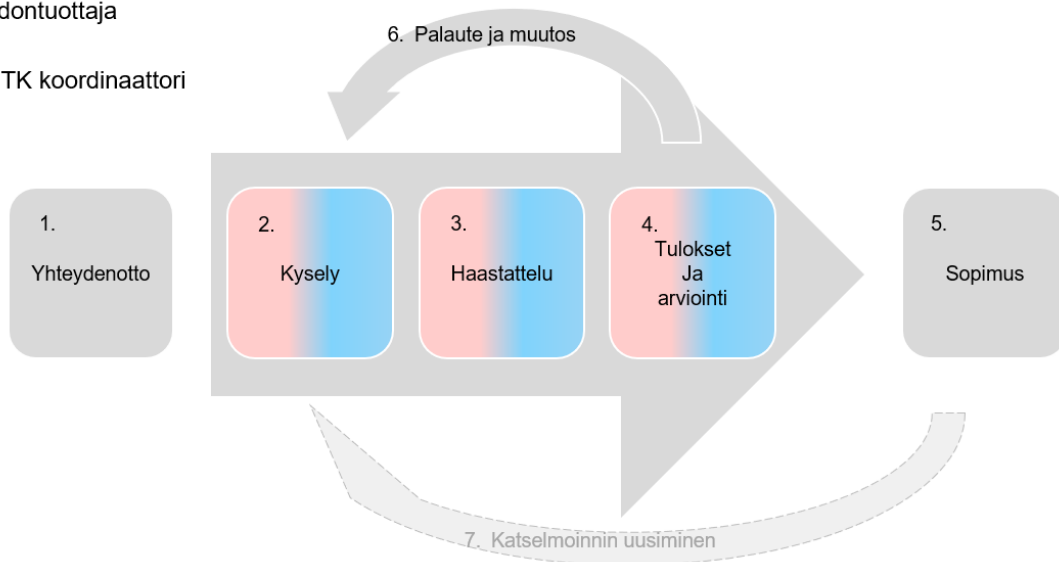 dontuottaja
TK koordinaattori
6. Palaute ja muutos
1.
Yhteydenotto
2.
Kysely
3.
Haastattelu
4.
Tulokset
Ja
arviointi
5.
Sopimus
7. Katselmoinnin uusiminen